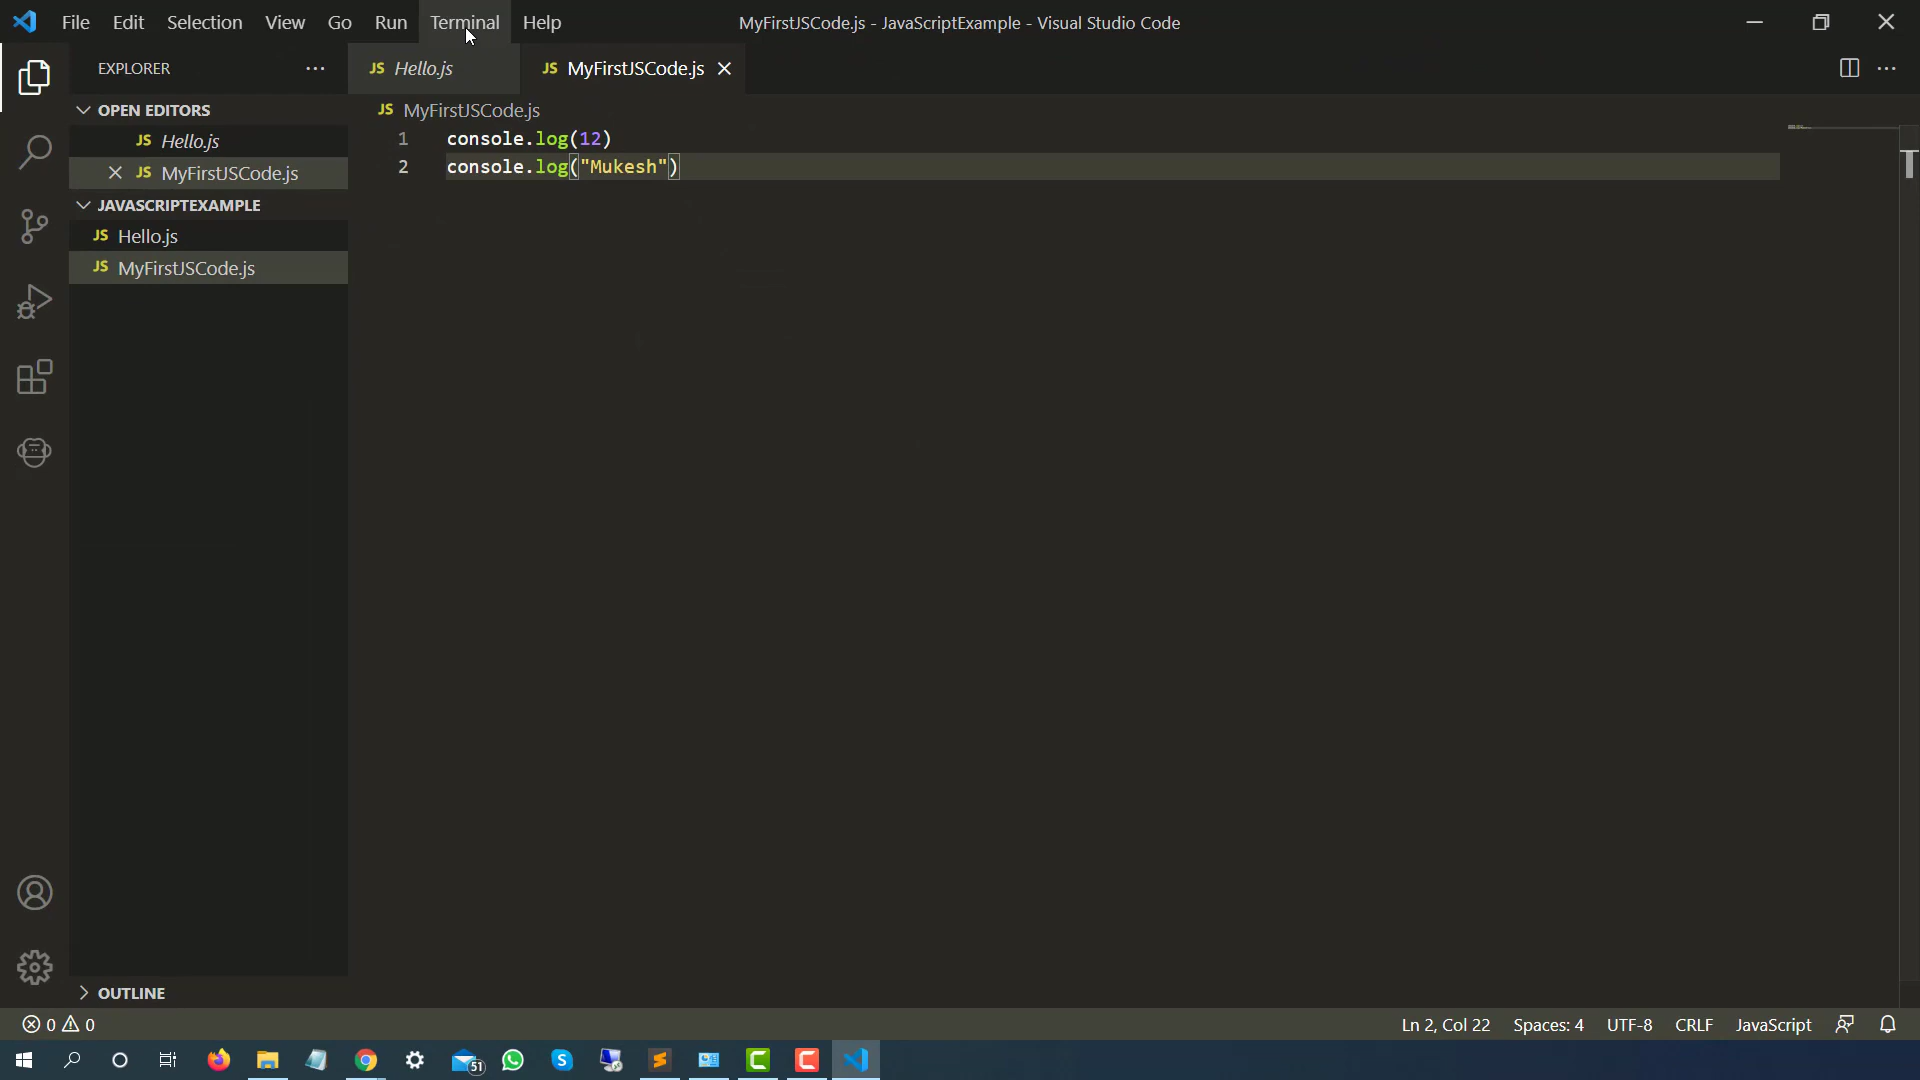 File Edit Selection View Go Run Terminal Help MyFirstJSCode.js - JavaScriptExample - Visual Studio Code
EXPLORER
JS Hello.js JS MyFirstJSCode.js
OPEN EDITORS
JS MyFirstJSCode.js
JS Hello.js
1 console.log(12)
2 console.log("Mukesh")
JS MyFirstJSCode.js
JAVASCRIPTEXAMPLE
JS Hello.js
JS MyFirstJSCode.js
OUTLINE
0 0 Ln 2, Col 22 Spaces: 4 UTF-8 CRLF JavaScript
51